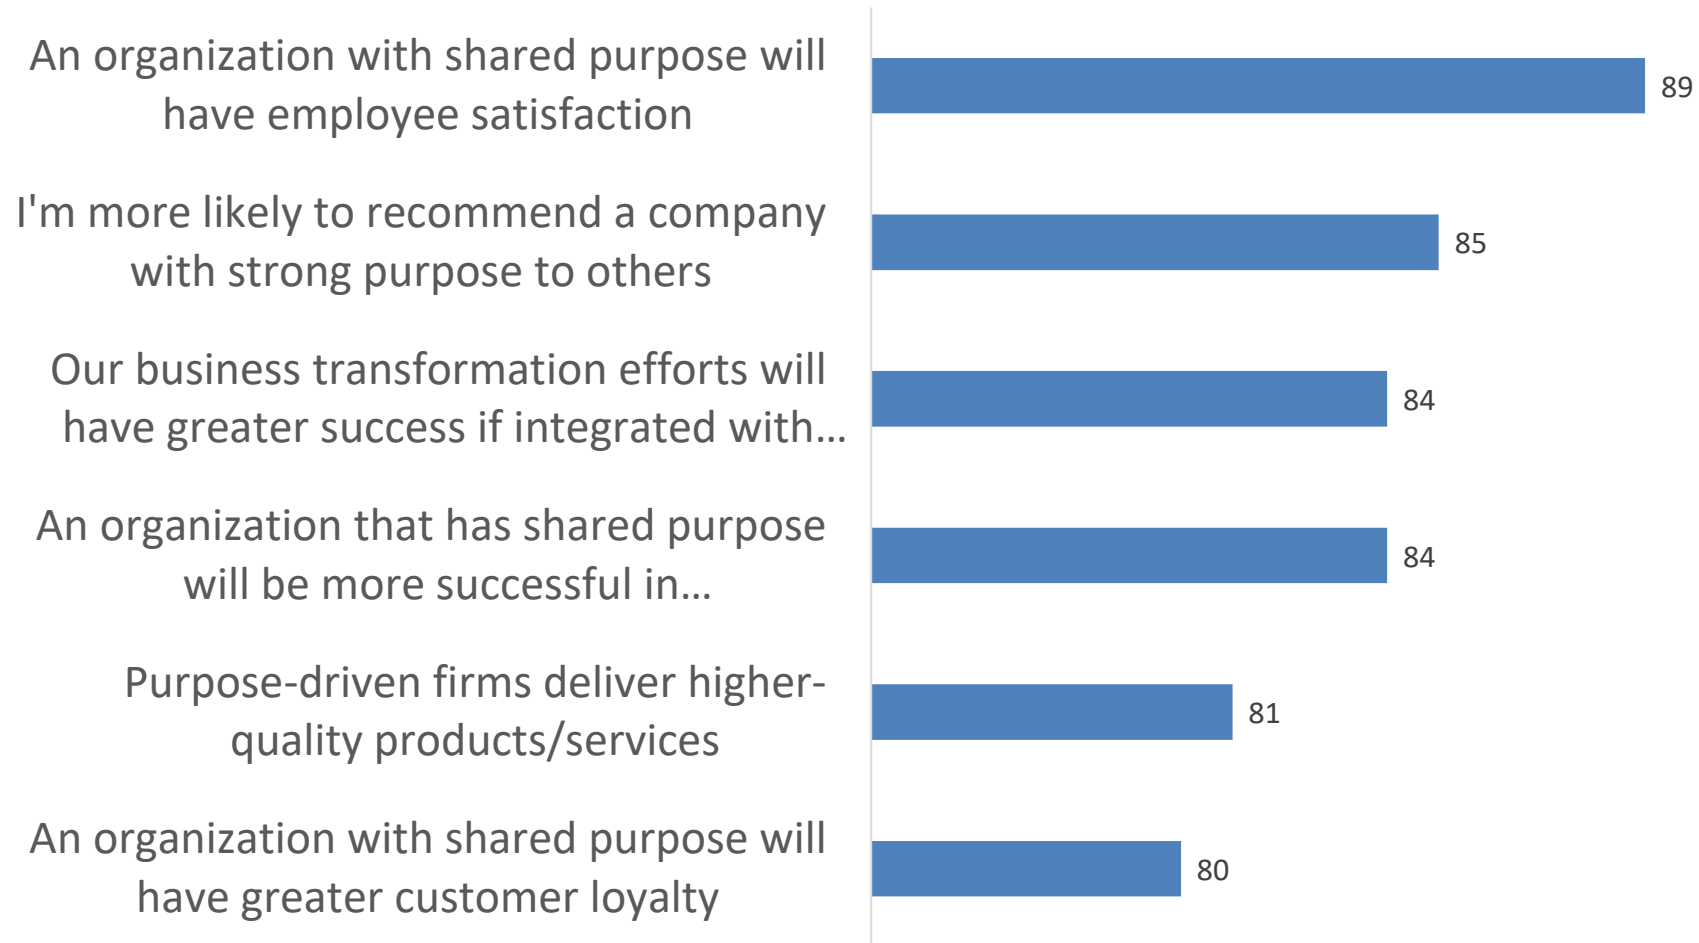 An organization with shared purpose will
have employee satisfaction
89
I'm more likely to recommend a company
with strong purpose to others
85
Our business transformation efforts will
have greater success if integrated with…
84
An organization that has shared purpose
will be more successful in…
84
Purpose-driven firms deliver higher-
quality products/services
81
An organization with shared purpose will
have greater customer loyalty
80